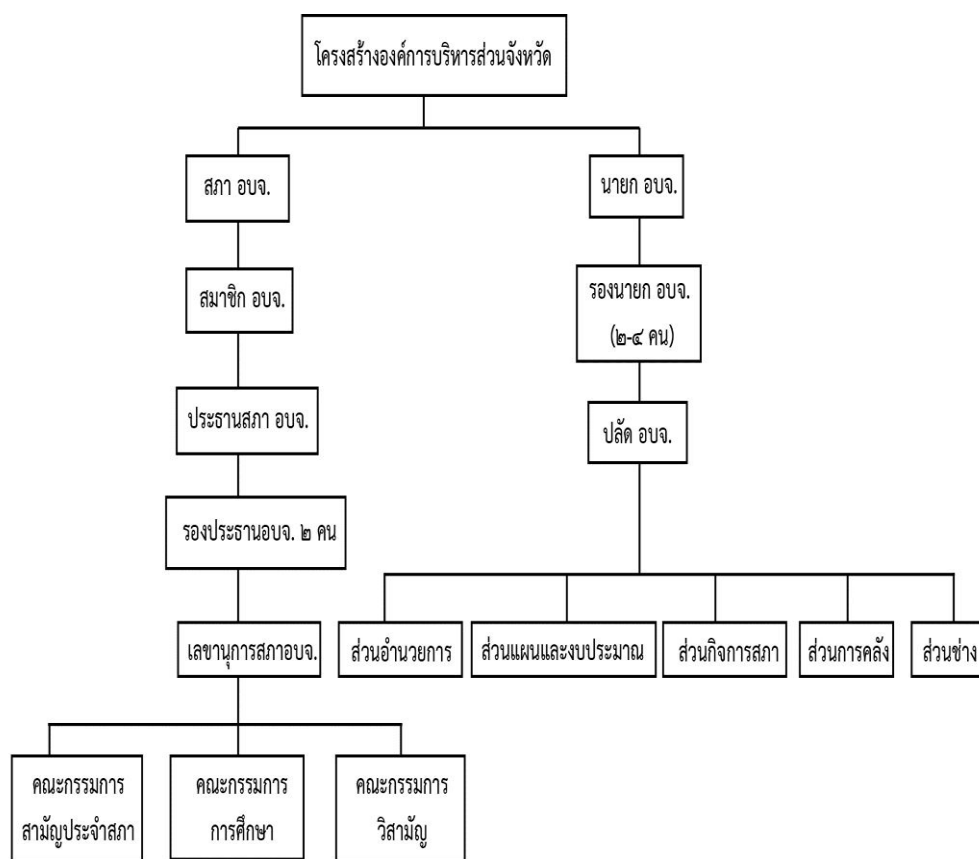 โครงสร้างองค์การบริหารส่วนจังหวัด
สภา อบจ.
นายก อบจ.
สมาชิก อบจ.
รองนายก อบจ.
(๒-๔ คน)
ประธานสภา อบจ.
ปลัด อบจ.
รองประธานอบจ. ๒ คน
เลขานุการสภาอบจ.
ส่วนอำนวยการ
ส่วนแผนและงบประมาณ
ส่วนกิจการสภา
ส่วนการคลัง
ส่วนช่าง
คณะกรรมการ
สามัญประจำสภา
คณะกรรมการ
การศึกษา
คณะกรรมการ
วิสามัญ